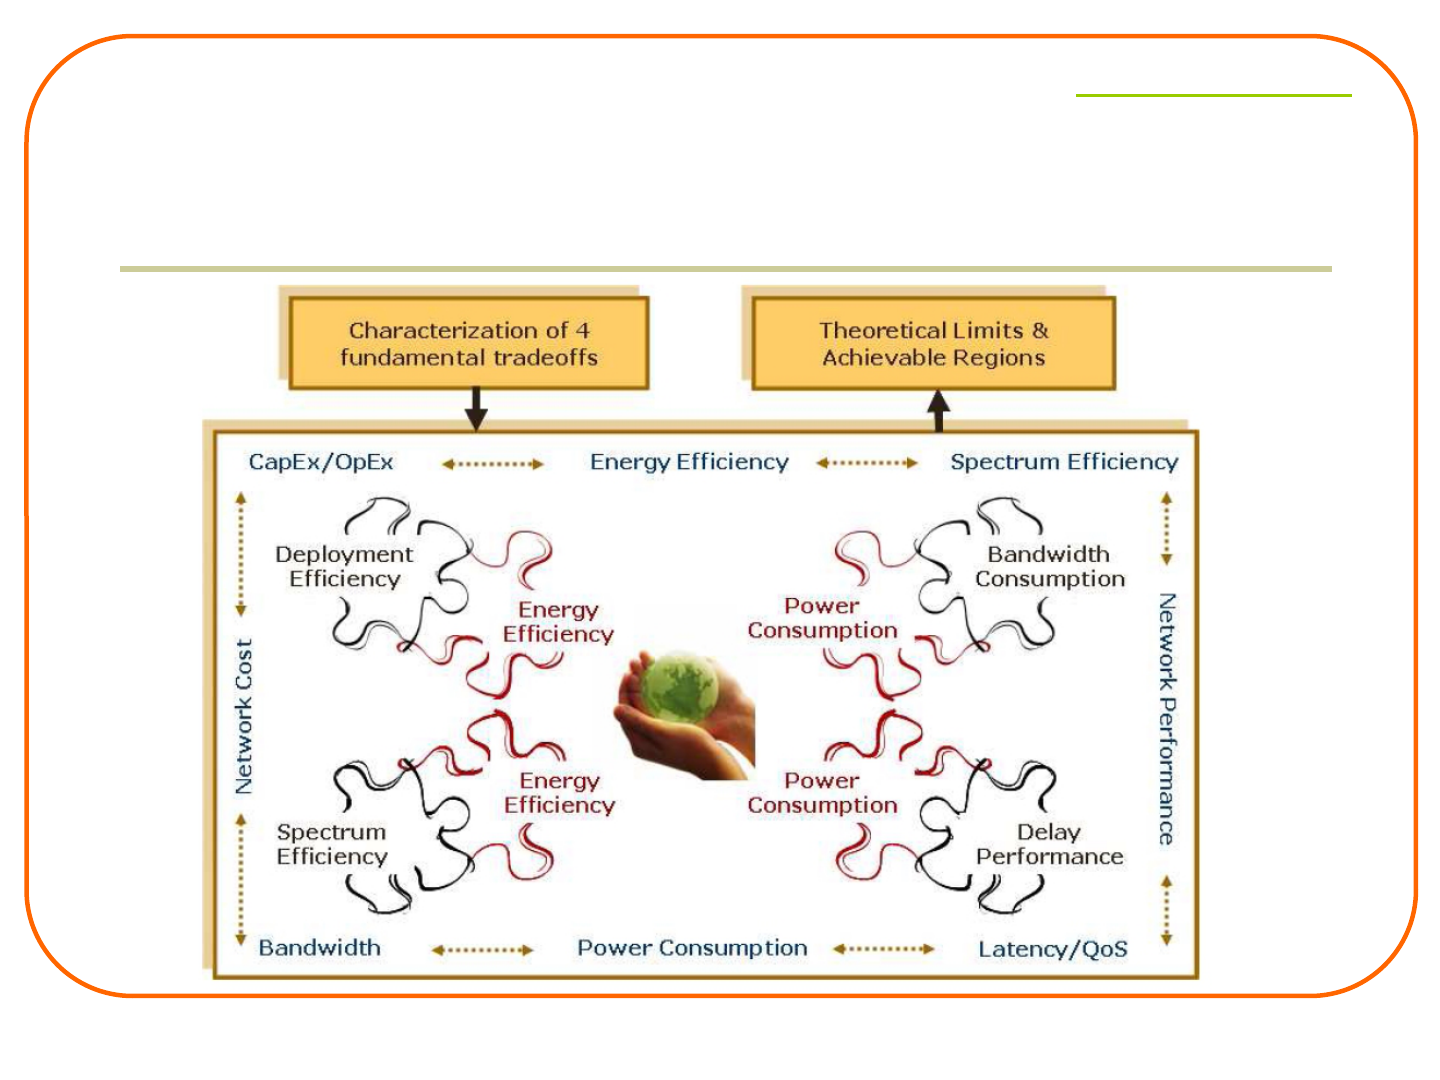 Characterization of 4
fundamental tradeoffs
Theoretical Limits &
Achievable Regions
CapEx/OpEx
Energy Efficiency
Spectrum Efficiency
Deployment
Efficiency
Energy
Efficiency
Power
Consumption
Bandwidth
Consumption
Network Cost
Network Performance
Spectrum
Efficiency
Energy
Efficiency
Power
Consumption
Delay
Performance
Bandwidth
Power Consumption
Latency/QoS